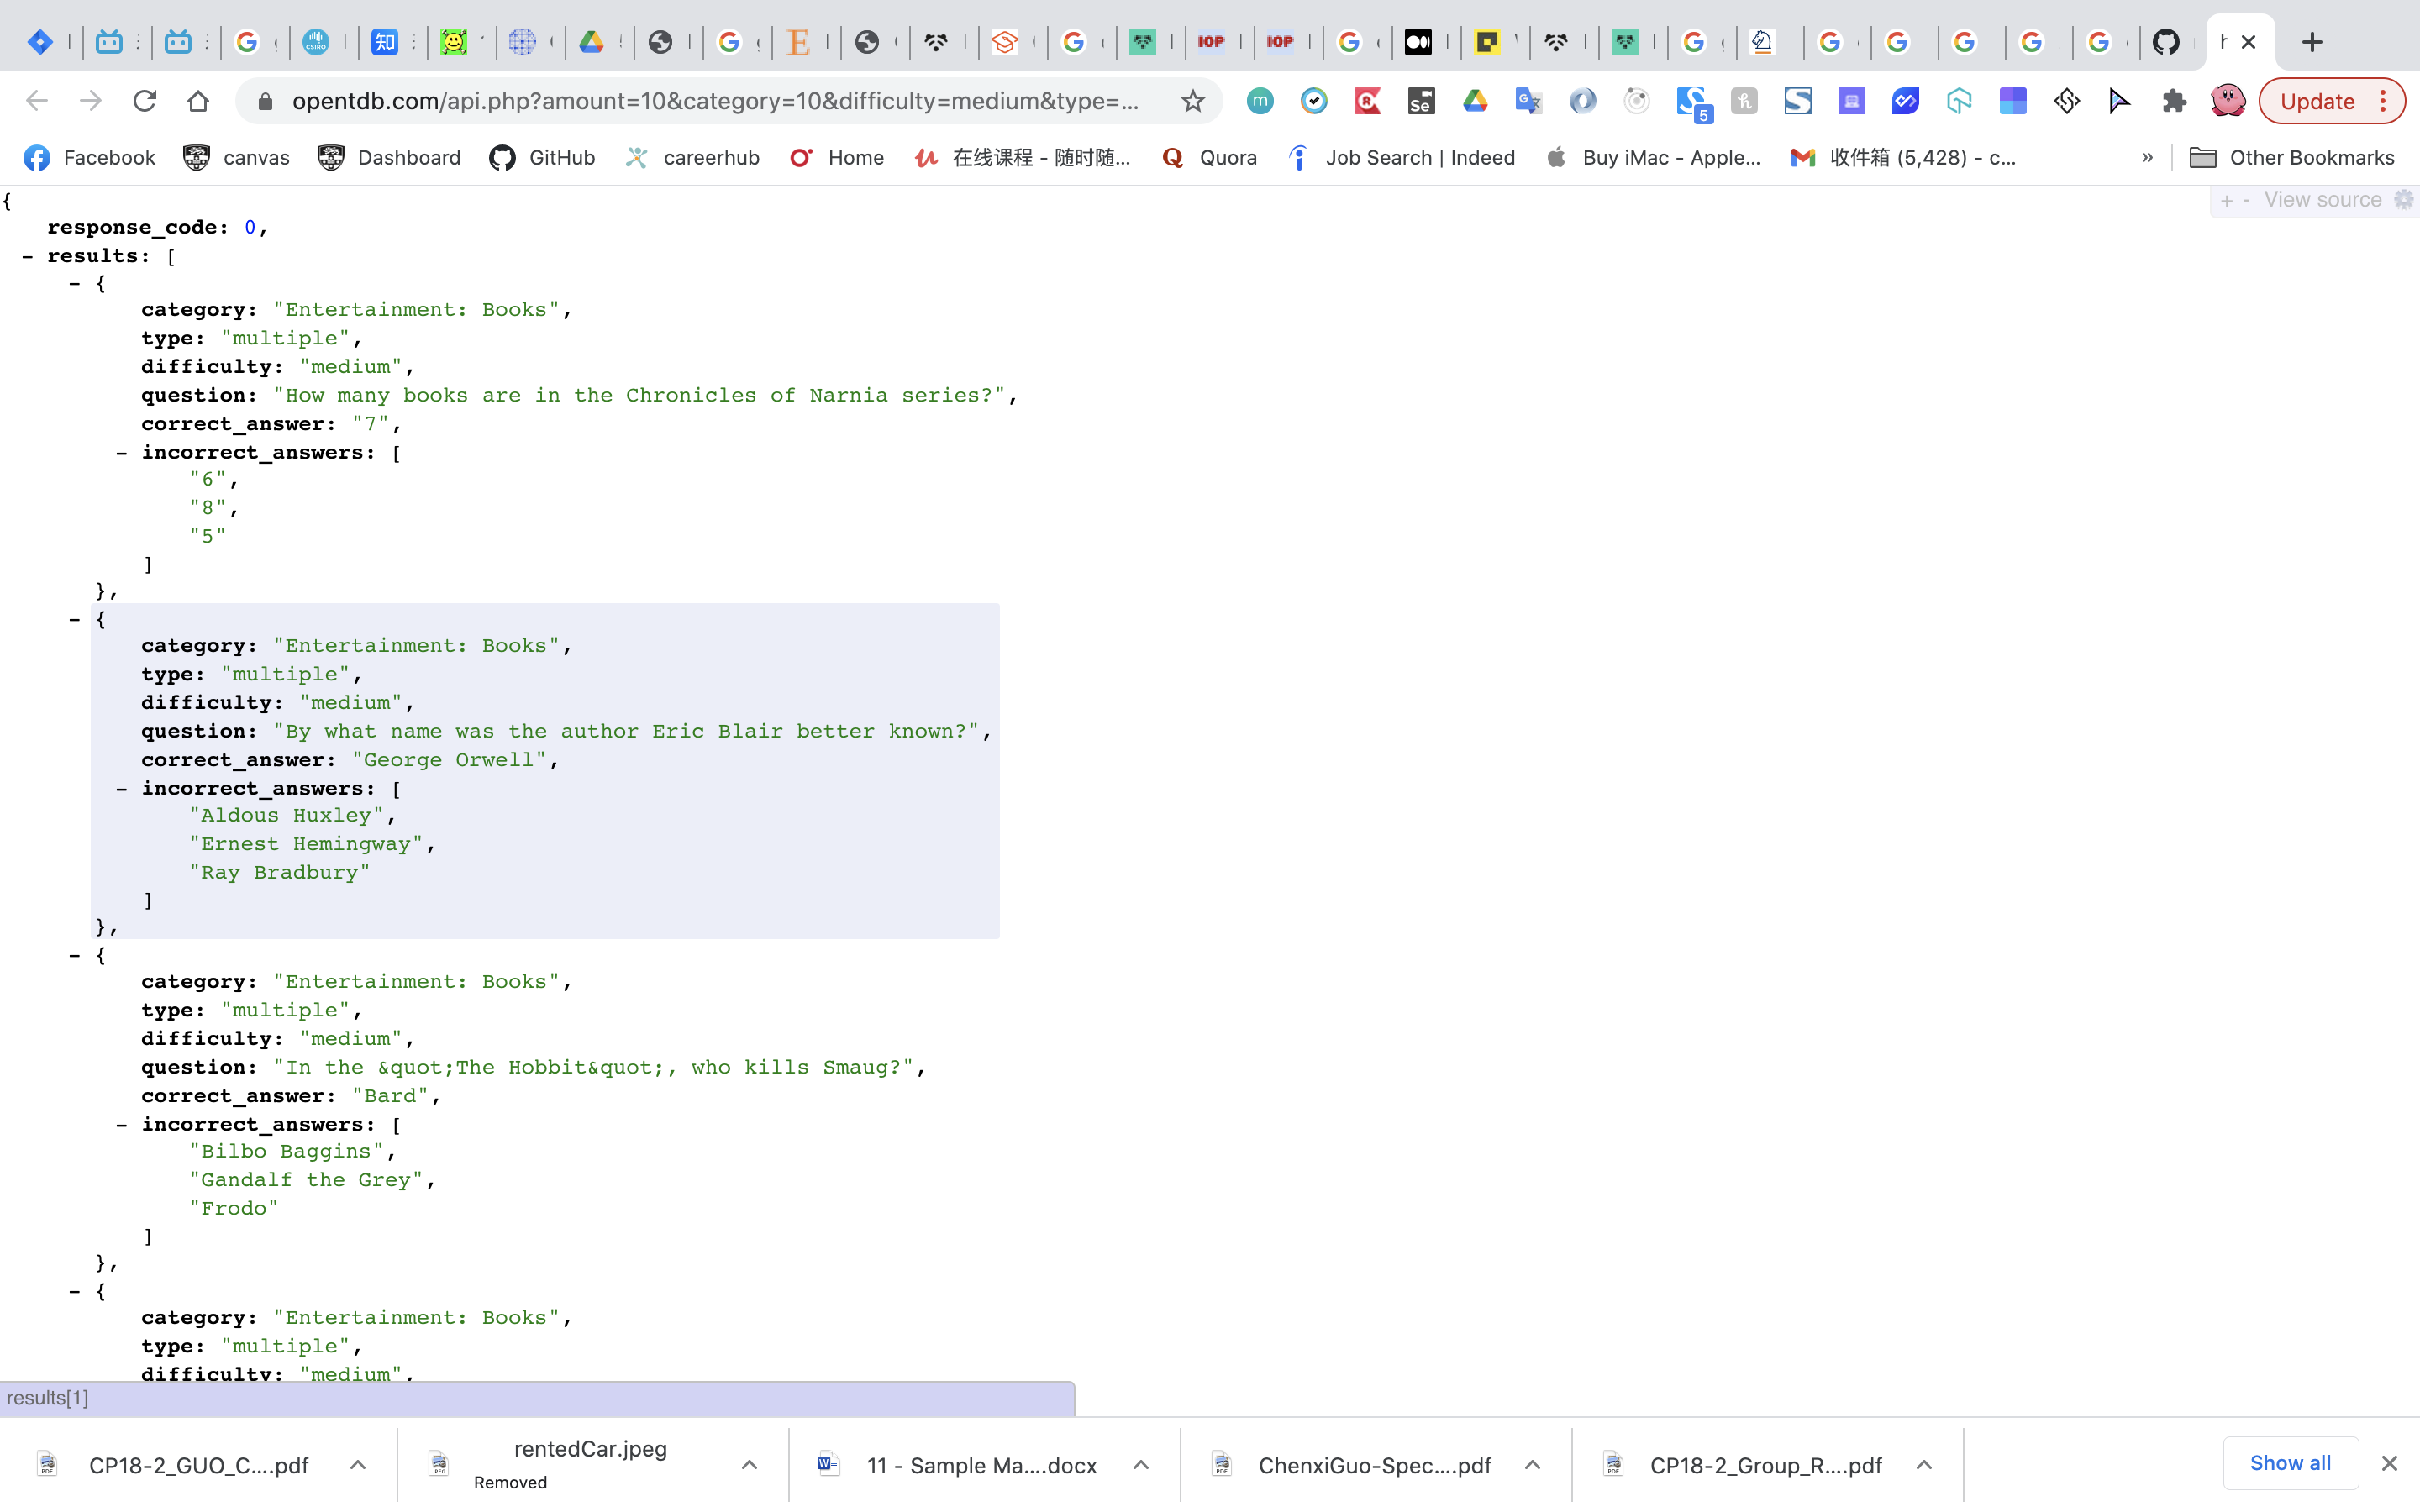 opentdb.com/api.php?amount=10&category=10&difficulty=medium&type=...
Update
Facebook canvas Dashboard GitHub careerhub Home 在线课程 - 随时随... Quora Job Search | Indeed Buy iMac - Apple... 收件箱 (5,428) - c... » Other Bookmarks
{
+ - View source
response_code: 0,
- results: [
- {
category: "Entertainment: Books",
type: "multiple",
difficulty: "medium",
question: "How many books are in the Chronicles of Narnia series?",
correct_answer: "7",
- incorrect_answers: [
"6",
"8",
"5"
]
},
- {
category: "Entertainment: Books",
type: "multiple",
difficulty: "medium",
question: "By what name was the author Eric Blair better known?",
correct_answer: "George Orwell",
- incorrect_answers: [
"Aldous Huxley",
"Ernest Hemingway",
"Ray Bradbury"
]
},
- {
category: "Entertainment: Books",
type: "multiple",
difficulty: "medium",
question: "In the &quot;The Hobbit&quot;, who kills Smaug?",
correct_answer: "Bard",
- incorrect_answers: [
"Bilbo Baggins",
"Gandalf the Grey",
"Frodo"
]
},
- {
category: "Entertainment: Books",
type: "multiple",
difficulty: "medium",
results[1]
CP18-2_GUO_C....pdf rentedCar.jpeg 11 - Sample Ma....docx ChenxiGuo-Spec....pdf CP18-2_Group_R....pdf Show all
Removed